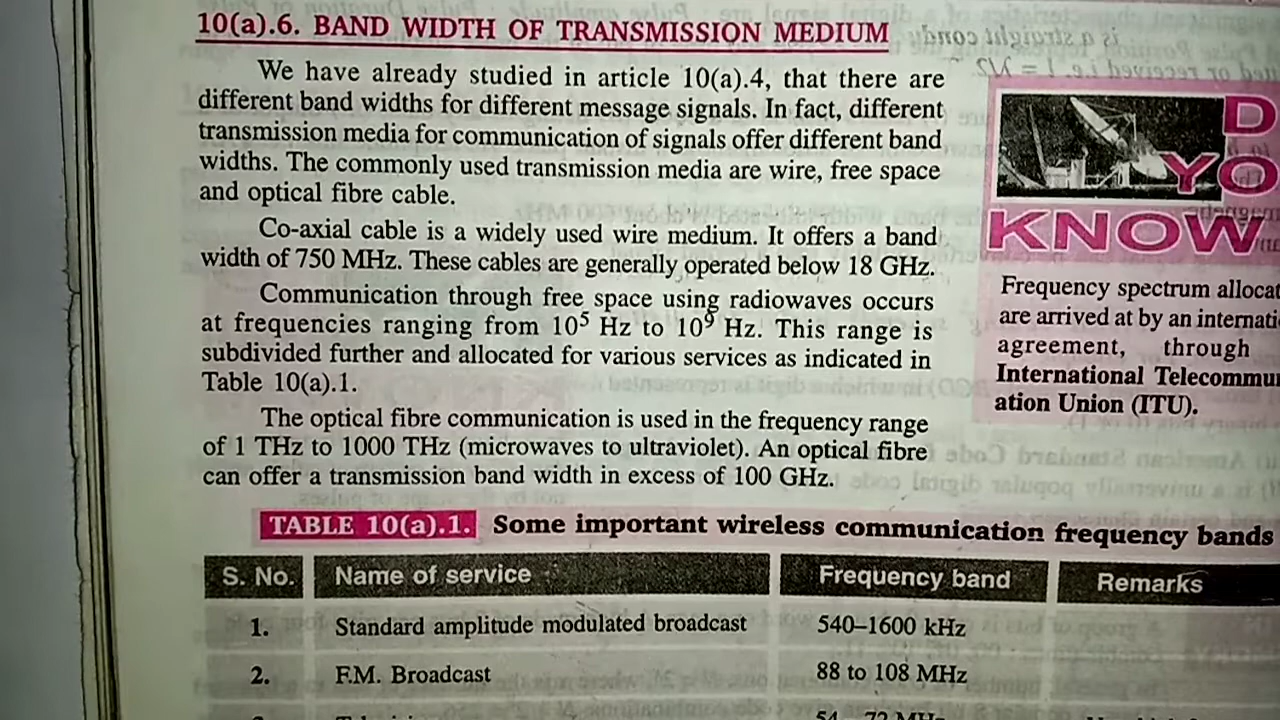 10(a).6. BAND WIDTH OF TRANSMISSION MEDIUM
We have already studied in article 10(a).4, that there are
different band widths for different message signals. In fact, different
transmission media for communication of signals offer different band
widths. The commonly used transmission media are wire, free space
and optical fibre cable.
Co-axial cable is a widely used wire medium. It offers a band
width of 750 MHz. These cables are generally operated below 18 GHz.
Communication through free space using radiowaves occurs
at frequencies ranging from 10⁵ Hz to 10⁹ Hz. This range is
subdivided further and allocated for various services as indicated in
Table 10(a).1.
The optical fibre communication is used in the frequency range
of 1 THz to 1000 THz (microwaves to ultraviolet). An optical fibre
can offer a transmission band width in excess of 100 GHz.
D
YO
KNOW
Frequency spectrum allocat
are arrived at by an internati
agreement, through
International Telecommu
ation Union (ITU).
TABLE 10(a).1. Some important wireless communication frequency bands
S. No. Name of service Frequency band Remarks
1. Standard amplitude modulated broadcast 540–1600 kHz
2. F.M. Broadcast 88 to 108 MHz